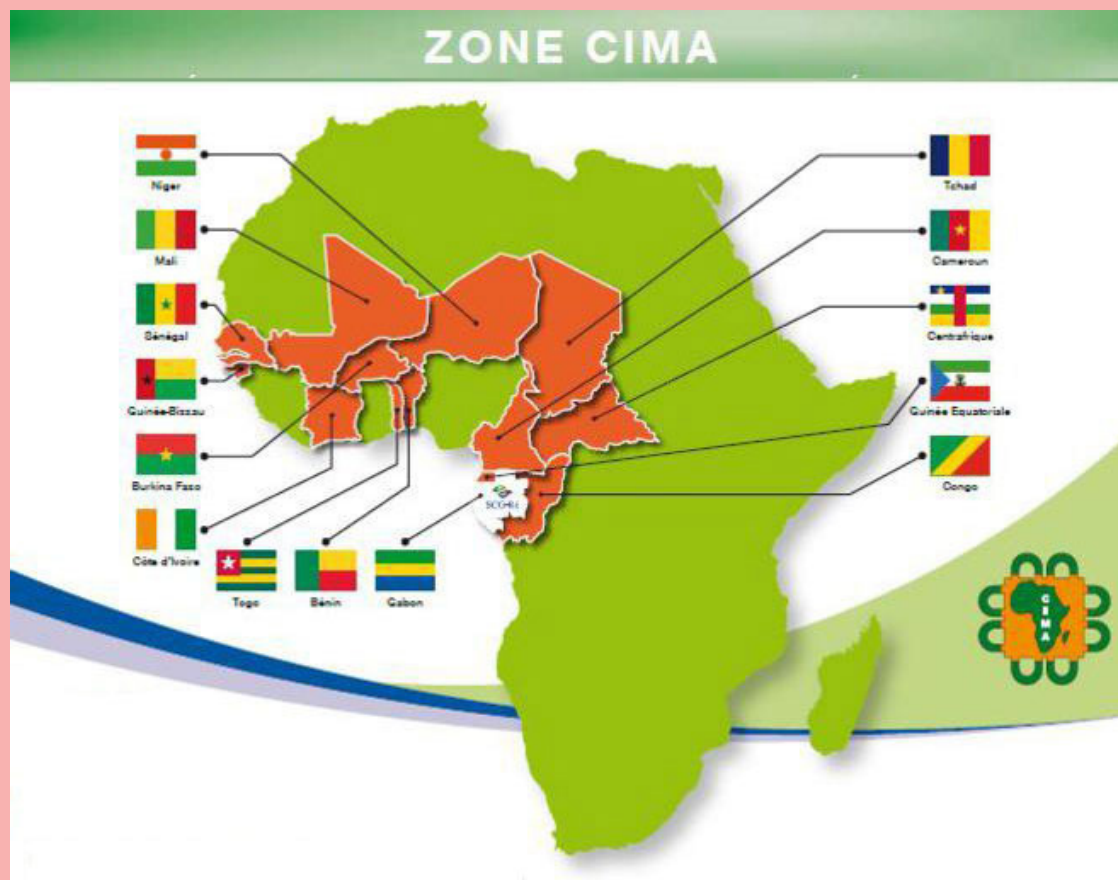 ZONE CIMA
Niger
Mali
Sénégal
Guinée-Bissau
Burkina Faso
Côte d'Ivoire
Togo
Bénin
Gabon
Tchad
Cameroun
Centrafrique
Guinée Equatoriale
Congo
CIMA